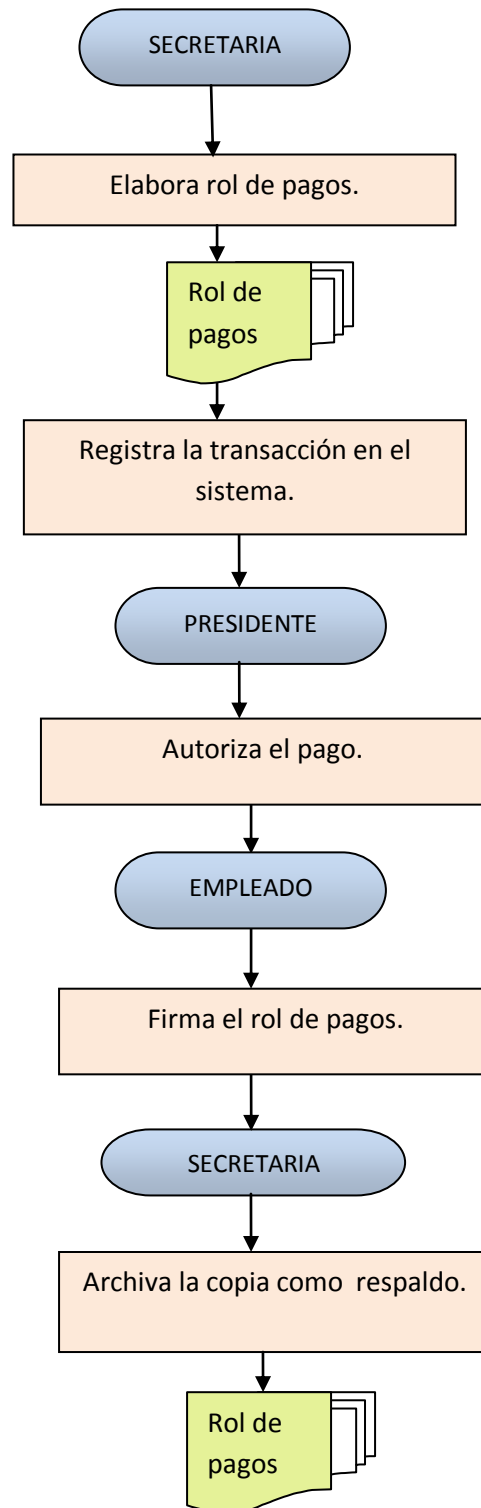 SECRETARIA
Elabora rol de pagos.
Rol de
pagos
Registra la transacción en el
sistema.
PRESIDENTE
Autoriza el pago.
EMPLEADO
Firma el rol de pagos.
SECRETARIA
Archiva la copia como  respaldo.
Rol de
pagos